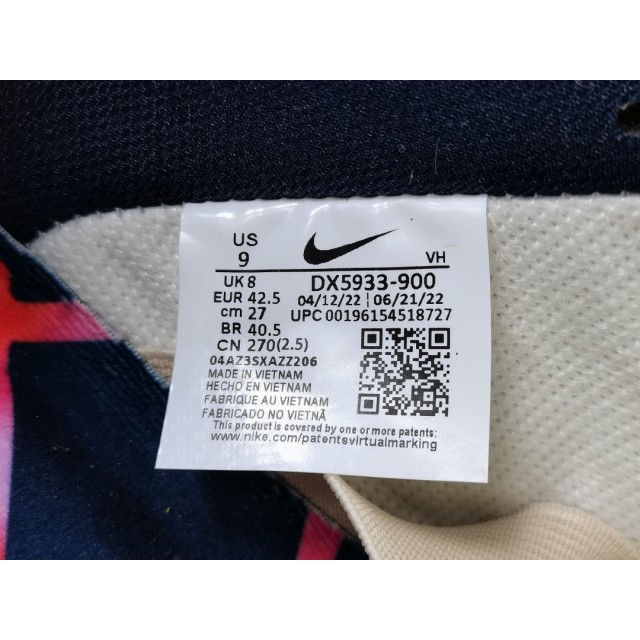 US
9
VH
UK 8
DX5933-900
EUR 42.5
04/12/22 | 06/21/22
cm 27
UPC 00196154518727
BR 40.5
CN 270(2.5)
04AZ3SXAZZ206
MADE IN VIETNAM
HECHO EN VIETNAM
FABRIQUE AU VIETNAM
FABRICADO NO VIETNÃ
This product is covered by one or more patents:
www.nike.com/patentsvirtualmarking